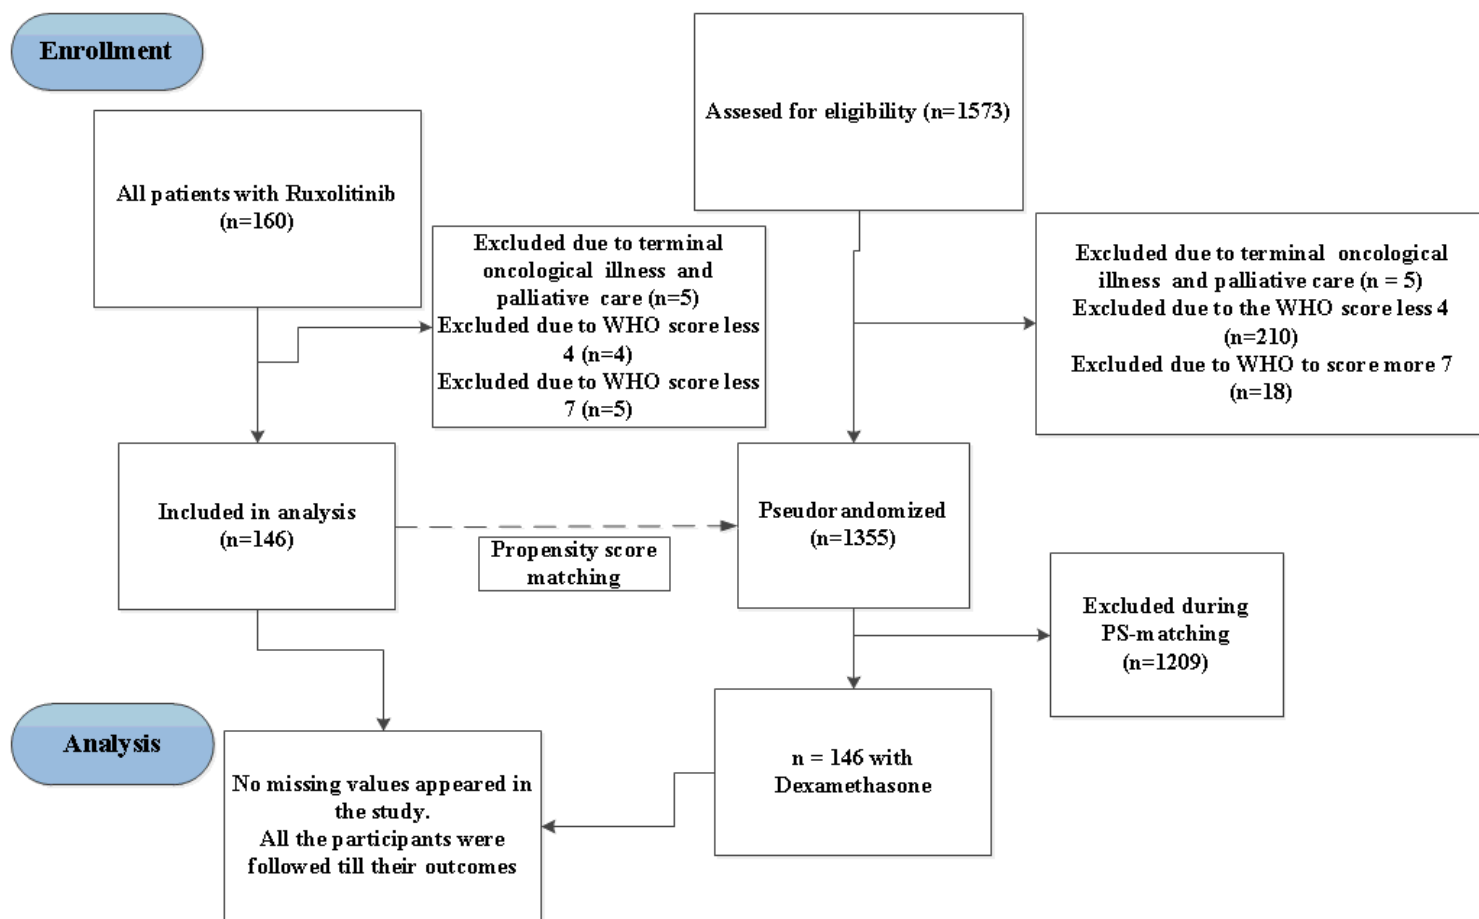 Enrollment
Assesed for eligibility (n=1573)
All patients with Ruxolitinib
(n=160)
Excluded due to terminal
oncological illness and
palliative care (n=5)
Excluded due to WHO score less
4 (n=4)
Excluded due to WHO score less
7 (n=5)
Excluded due to terminal oncological
illness and palliative care (n = 5)
Excluded due to the WHO score less 4
(n=210)
Excluded due to WHO to score more 7
(n=18)
Included in analysis
(n=146)
Propensity score
matching
Pseudorandomized
(n=1355)
Excluded during
PS-matching
(n=1209)
Analysis
No missing values appeared in
the study.
All the participants were
followed till their outcomes
n = 146 with
Dexamethasone